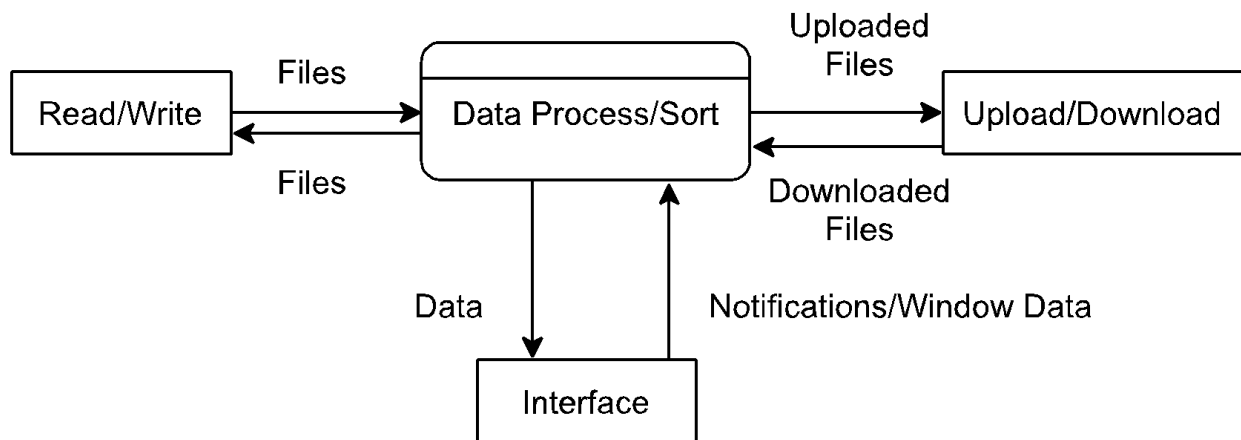 Files
Uploaded
Files
Read/Write
Data Process/Sort
Upload/Download
Files
Downloaded
Files
Data
Notifications/Window Data
Interface